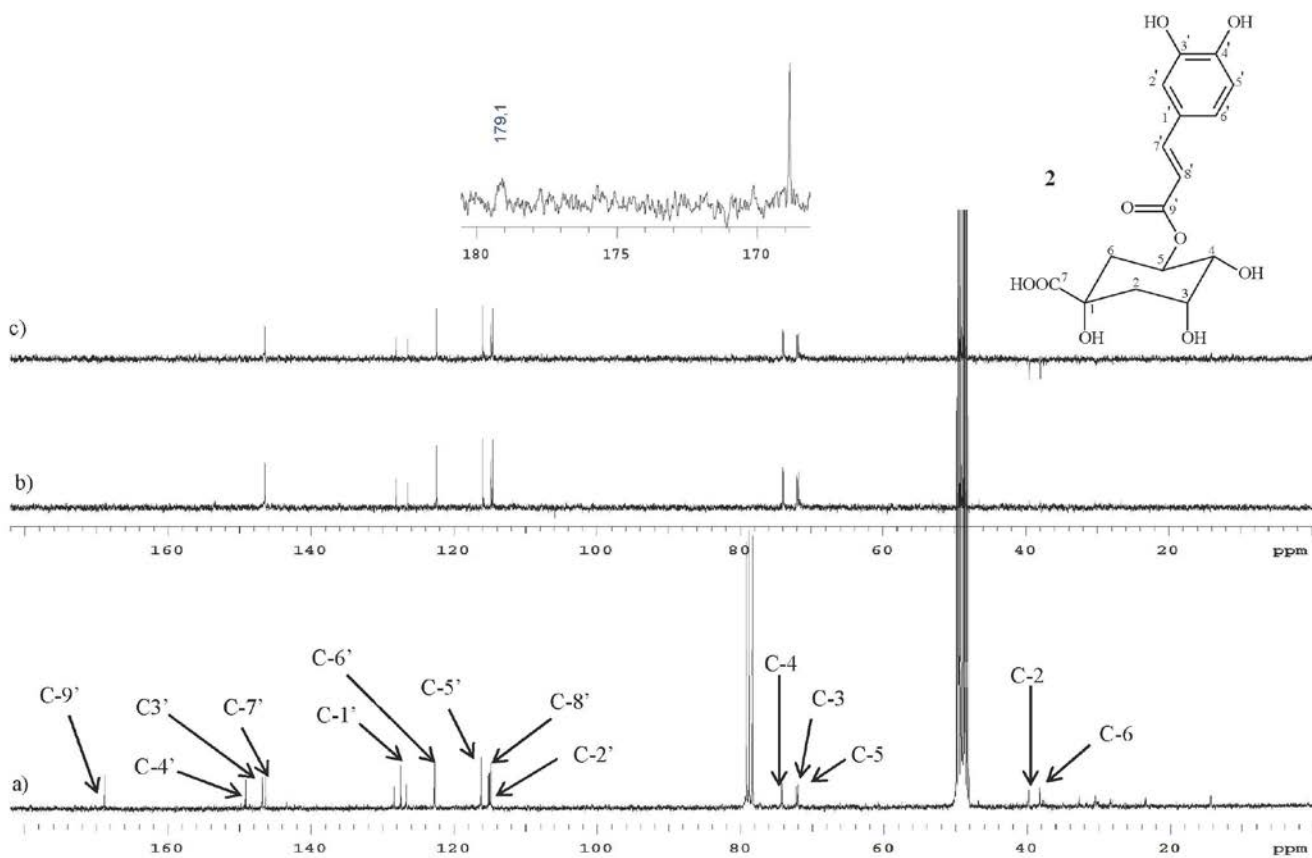 HO OH
3' 4'
2' 5'
1' 6'
7'
8'
2
O 9'
O
6 5 4
HOOC 7 2 OH
1 3
OH OH
179.1
180 175 170
c)
b)
160 140 120 100 80 60 40 20 ppm
C-9'
C3'
C-4'
C-7'
C-6'
C-1'
C-5'
C-8'
C-2'
C-4
C-3
C-5
C-2
C-6
a)
160 140 120 100 80 60 40 20 ppm